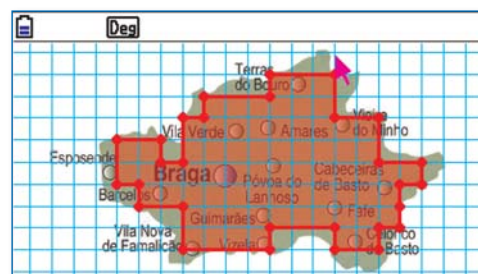 Deg
Terras
do Bouro
Vieira
do Minho
Vila Verde
Amares
Esposende
Braga
Póvoa do
Lanhoso
Cabeceiras
de Basto
Barcelos
Guimarães
Fafe
Vila Nova
de Famalicão
Vizela
Celorico
de Basto